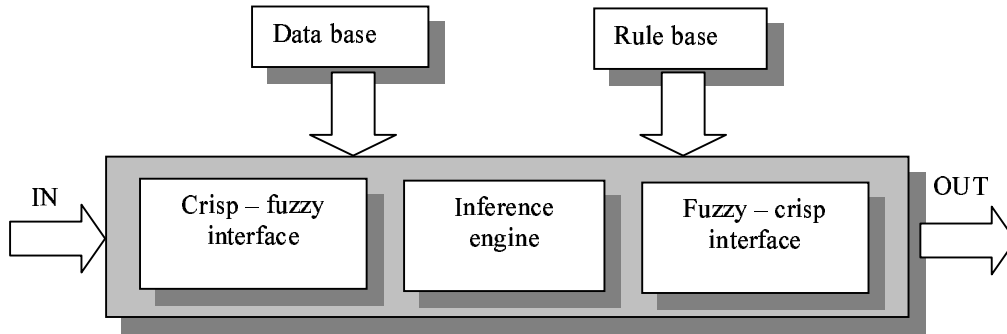 Data base
Rule base
IN
Crisp – fuzzy
interface
Inference
engine
Fuzzy – crisp
interface
OUT